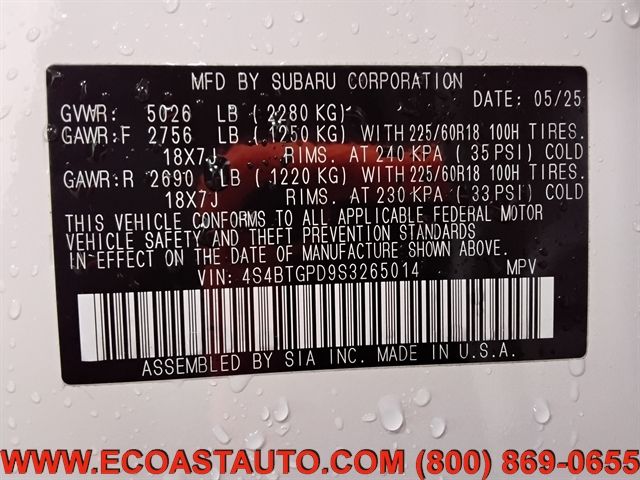 MFD BY SUBARU CORPORATION
DATE: 05/25
GVWR: 5026 LB ( 2280 KG)
GAWR:F 2756 LB ( 1250 KG) WITH 225/60R18 100H TIRES.
18X7J RIMS. AT 240 KPA ( 35 PSI) COLD
GAWR:R 2690 LB ( 1220 KG) WITH 225/60R18 100H TIRES.
18X7J RIMS. AT 230 KPA ( 33 PSI) COLD
THIS VEHICLE CONFORMS TO ALL APPLICABLE FEDERAL MOTOR
VEHICLE SAFETY AND THEFT PREVENTION STANDARDS
IN EFFECT ON THE DATE OF MANUFACTURE SHOWN ABOVE.
VIN: 4S4BTGPD9S3265014 MPV
ASSEMBLED BY SIA INC. MADE IN U.S.A.
WWW.ECOASTAUTO.COM (800) 869-0655